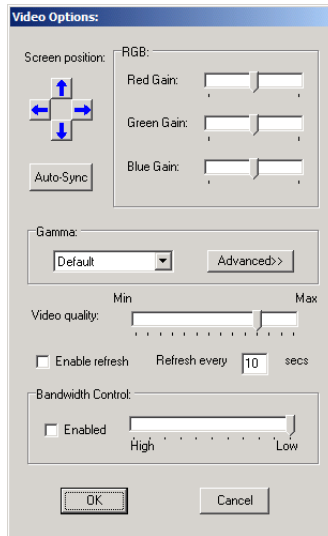 Video Options:
Screen position:
RGB:
Red Gain:
Green Gain:
Blue Gain:
Auto-Sync
Gamma:
Default
Advanced>>
Min Max
Video quality:
Enable refresh Refresh every 10 secs
Bandwidth Control:
Enabled
High Low
OK Cancel